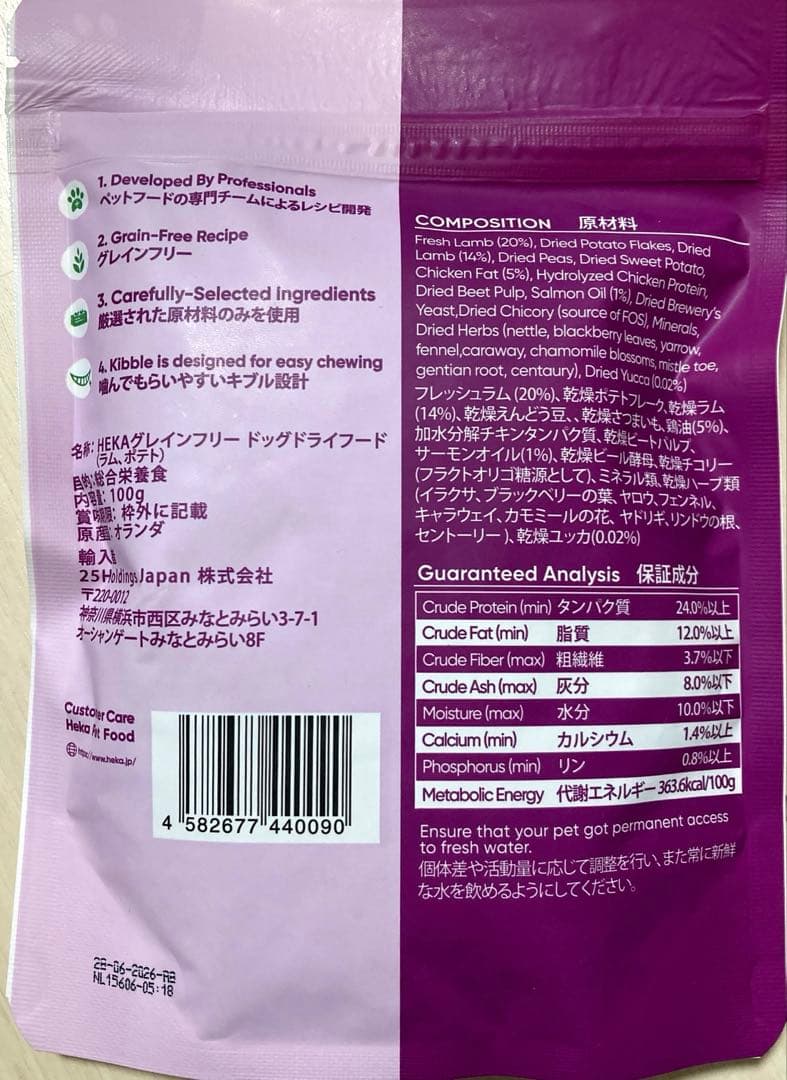 1. Developed By Professionals
ペットフードの専門チームによるレシピ開発
2. Grain-Free Recipe
グレインフリー
3. Carefully-Selected Ingredients
厳選された原材料のみを使用
4. Kibble is designed for easy chewing
噛んでもらいやすいキブル設計
名称: HEKAグレインフリー ドッグドライフード
(ラム、ポテト)
目的: 総合栄養食
内容量: 100g
賞味期限: 枠外に記載
原産: オランダ
輸入
25Holdings Japan 株式会社
〒220-0012
神奈川県横浜市西区みなとみらい3-7-1
オーシャンゲートみなとみらい8F
Customer Care
Heka Pet Food
http://www.heka.jp/
4 582677 440090
28-06-2026-RB
NL15606-05:18
COMPOSITION 原材料
Fresh Lamb (20%), Dried Potato Flakes, Dried
Lamb (14%), Dried Peas, Dried Sweet Potato,
Chicken Fat (5%), Hydrolyzed Chicken Protein,
Dried Beet Pulp, Salmon Oil (1%), Dried Brewery's
Yeast,Dried Chicory (source of FOS), Minerals,
Dried Herbs (nettle, blackberry leaves, yarrow,
fennel,caraway, chamomile blossoms, mistle toe,
gentian root, centaury), Dried Yucca (0.02%)
フレッシュラム (20%)、乾燥ポテトフレーク、乾燥ラム
(14%)、乾燥えんどう豆、、乾燥さつまいも、鶏油(5%)、
加水分解チキンタンパク質、乾燥ビートパルプ、
サーモンオイル(1%)、乾燥ビール酵母、乾燥チコリー
(フラクトオリゴ糖源として)、ミネラル類、乾燥ハーブ類
(イラクサ、ブラックベリーの葉、ヤロウ、フェンネル、
キャラウェイ、カモミールの花、ヤドリギ、リンドウの根、
セントーリー)、乾燥ユッカ(0.02%)
Guaranteed Analysis 保証成分
Crude Protein (min) タンパク質 24.0%以上
Crude Fat (min) 脂質 12.0%以上
Crude Fiber (max) 粗繊維 3.7%以下
Crude Ash (max) 灰分 8.0%以下
Moisture (max) 水分 10.0%以下
Calcium (min) カルシウム 1.4%以上
Phosphorus (min) リン 0.8%以上
Metabolic Energy 代謝エネルギー 363.6kcal/100g
Ensure that your pet got permanent access
to fresh water.
個体差や活動量に応じて調整を行い、また常に新鮮
な水を飲めるようにしてください。